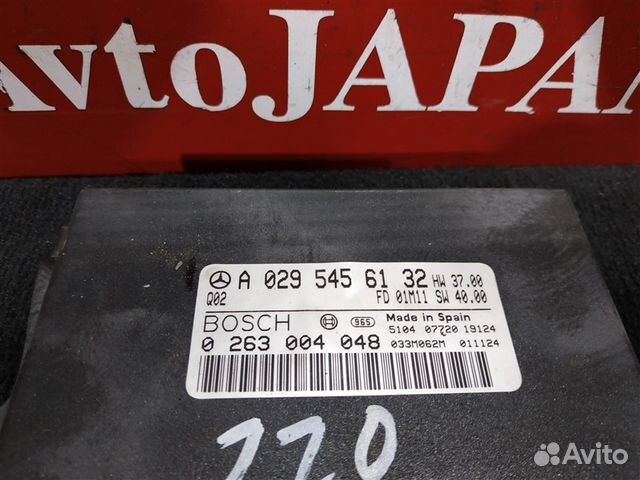 AvtoJAPAN
A 029 545 61 32 HW 37.00
Q02 FD 01M11 SW 40.00
BOSCH 965 Made in Spain
5104 07720 19124
0 263 004 048 033M062M 011124
220
Avito